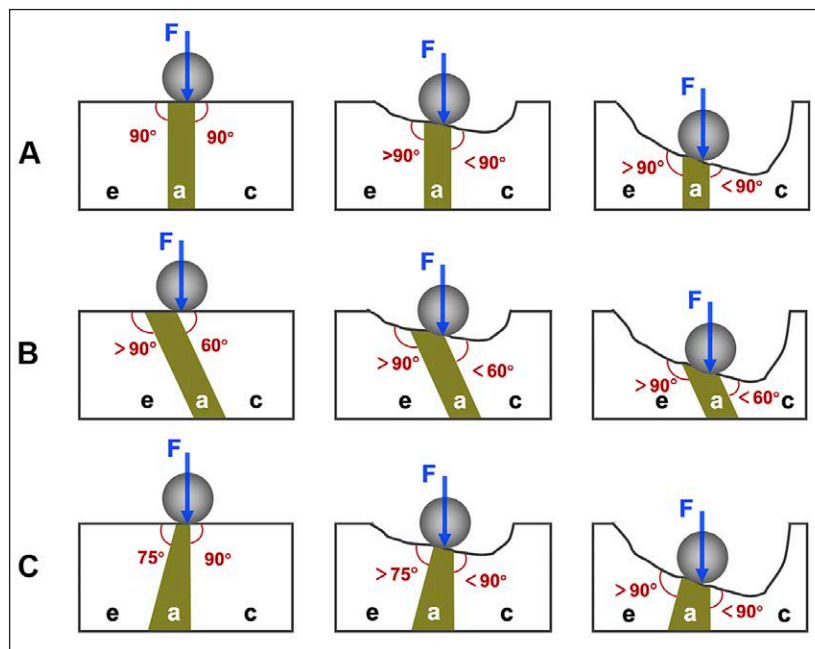 F F F
90° 90° >90° <90° >90° <90°
A
e a c e a c e a c
F F F
>90° 60° >90° <60° >90° <60°
B
e a c e a c e a c
F F F
75° 90° >75° <90° >90° <90°
C
e a c e a c e a c